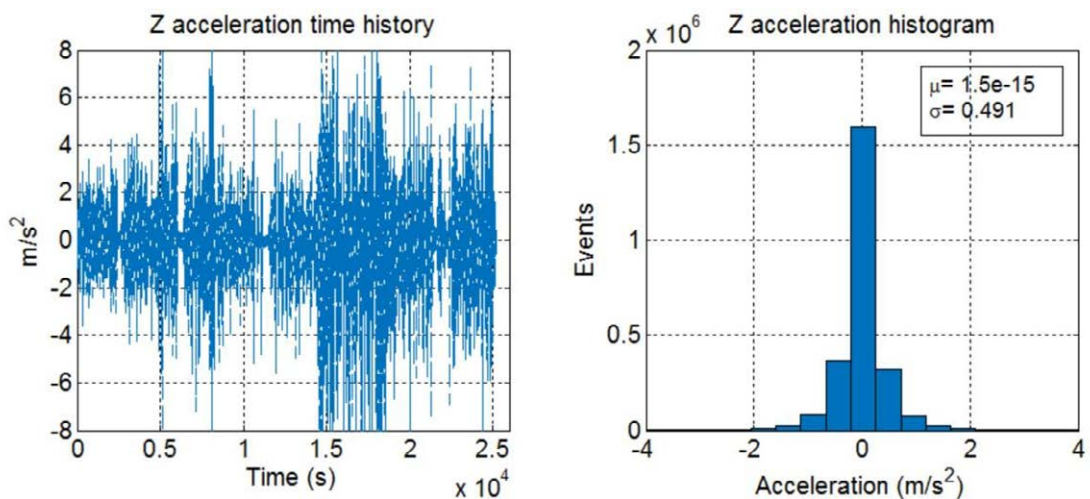 Z acceleration time history
8
6
4
2
0
-2
-4
-6
-8
m/s²
0
0.5
1.5
2
2.5
Time (s)
x 10⁴
Z acceleration histogram
x 10⁶
2
1.5
1
0.5
0
Events
μ= 1.5e-15
σ= 0.491
-4
-2
0
2
4
Acceleration (m/s²)